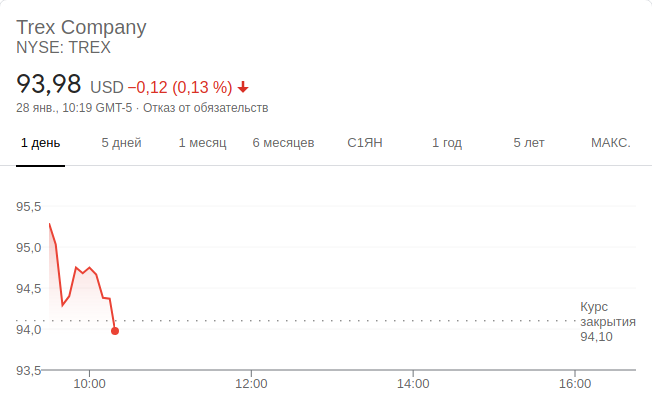 Trex Company
NYSE: TREX
93,98 USD −0,12 (0,13 %)
28 янв., 10:19 GMT-5 · Отказ от обязательств
1 день 5 дней 1 месяц 6 месяцев С1ЯН 1 год 5 лет МАКС.
95,5
95,0
94,5
94,0
93,5
Курс
закрытия
94,10
10:00 12:00 14:00 16:00